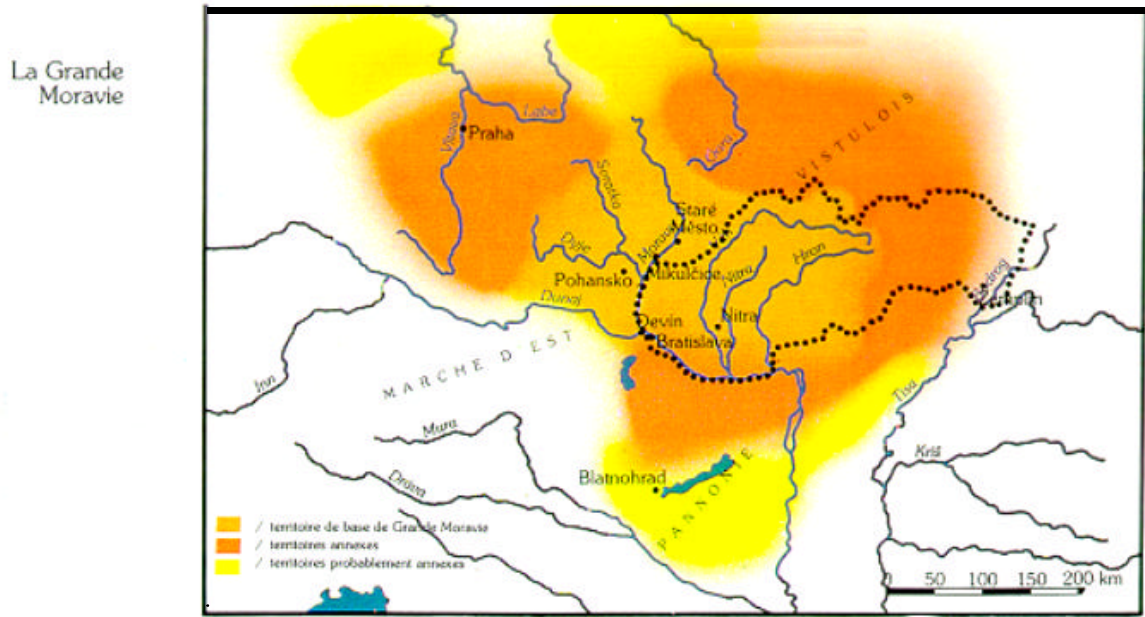 La Grande
Moravie
Labe
Vltava
Praha
Odra
VISTULOIS
Svratka
Staré
Město
Morava
Dyje
Hron
Mikulčice
Nitra
Pohansko
Bodrog
Dunaj
Nitra
Devín
Bratislava
MARCHE D'EST
Inn
Tisa
Mura
Kriš
Blatnohrad
Dráva
PANNONIE
/ territoire de base de Grande Moravie
/ territoires annexes
/ territoires probablement annexes
0 50 100 150 200 km